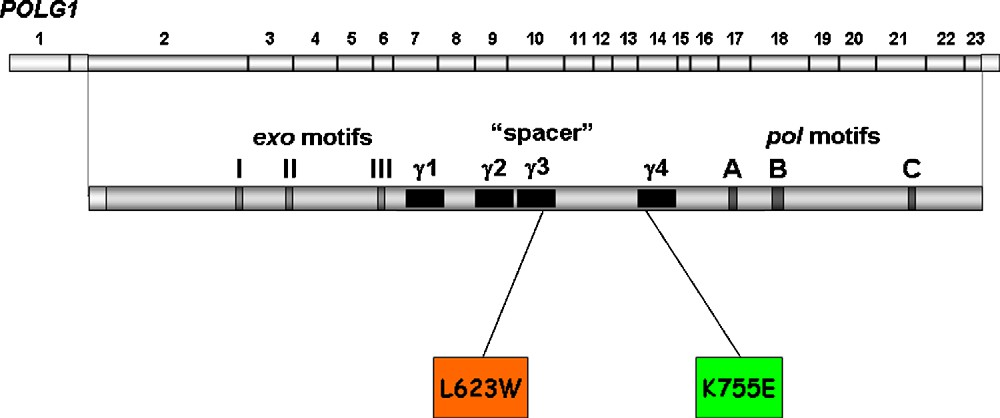 POLG1
1 2 3 4 5 6 7 8 9 10 11 12 13 14 15 16 17 18 19 20 21 22 23
exo motifs “spacer” pol motifs
I II III γ1 γ2 γ3 γ4 A B C
L623W K755E